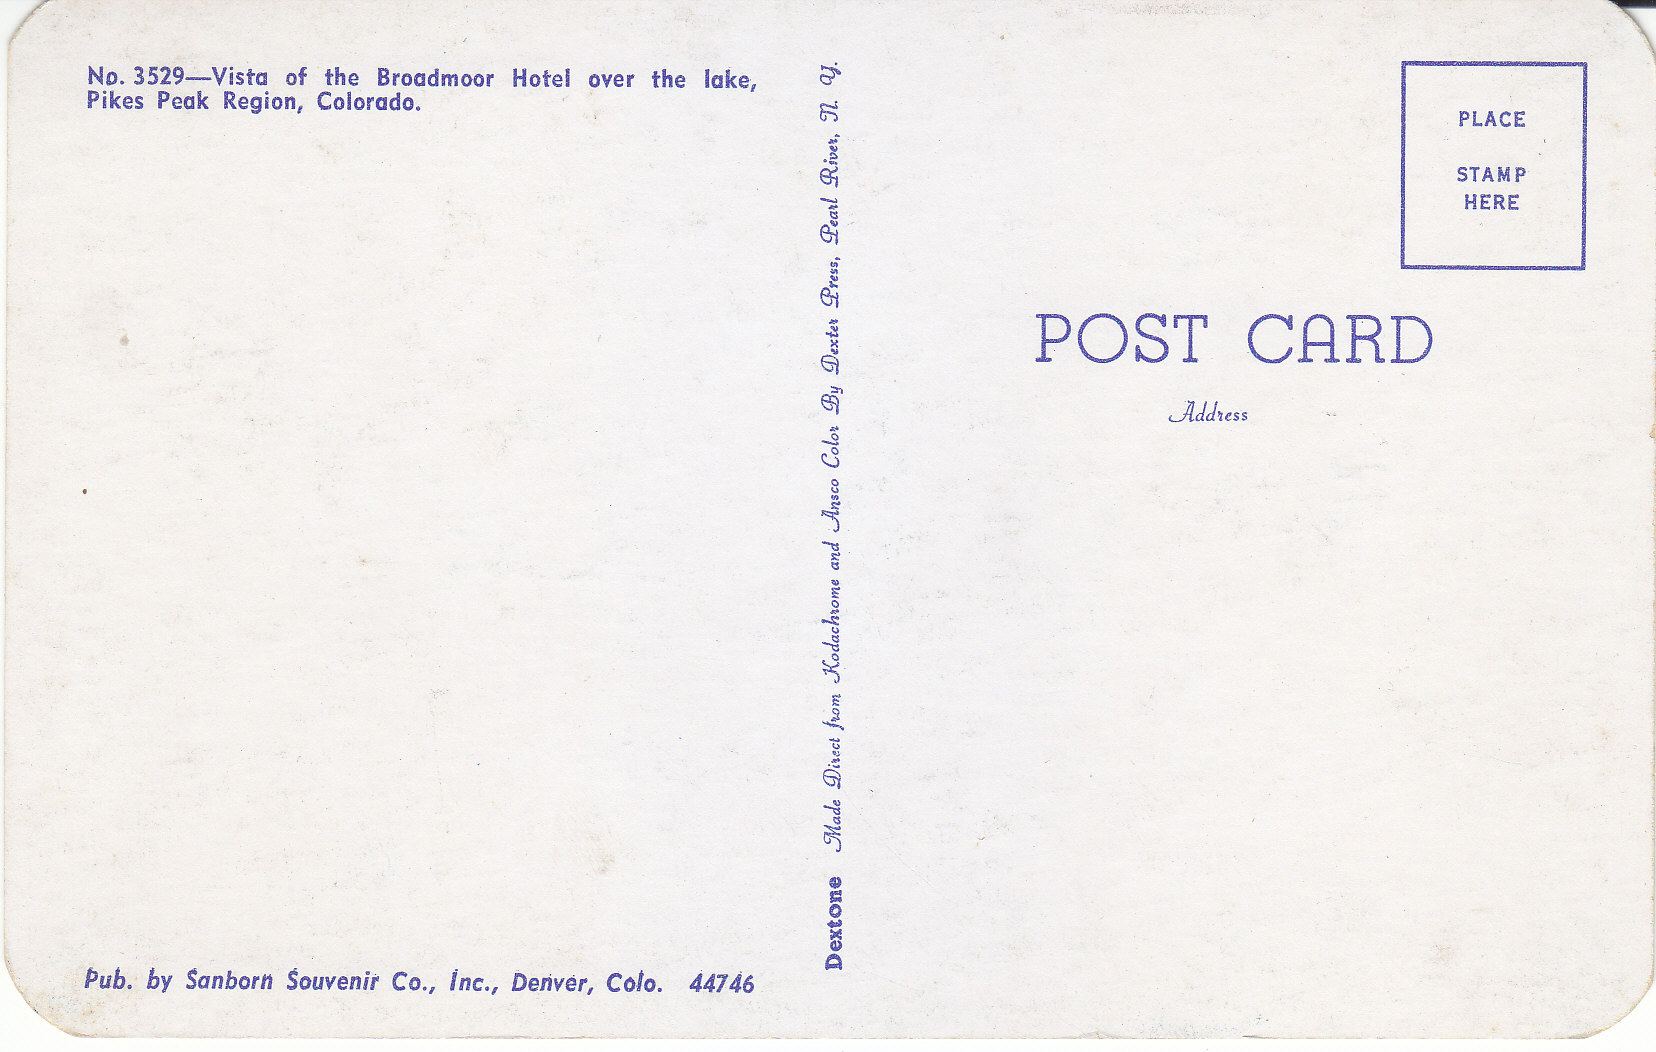 No. 3529—Vista of the Broadmoor Hotel over the lake,
Pikes Peak Region, Colorado.
Pub. by Sanborn Souvenir Co., Inc., Denver, Colo. 44746
Dextone Made Direct from Kodachrome and Ansco Color By Dexter Press, Pearl River, N. Y.
PLACE
STAMP
HERE
POST CARD
Address